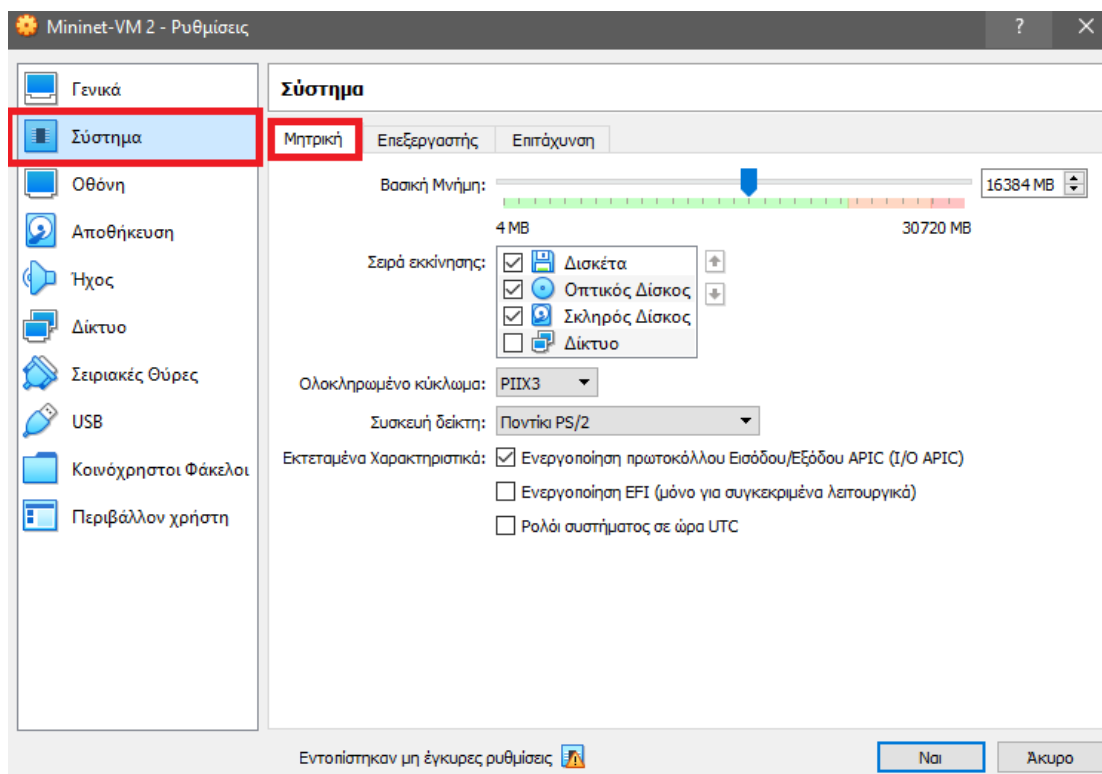 Mininet-VM 2 - Ρυθμίσεις
?
Γενικά
Σύστημα
Οθόνη
Αποθήκευση
Ήχος
Δίκτυο
Σειριακές Θύρες
USB
Κοινόχρηστοι Φάκελοι
Περιβάλλον χρήστη
Σύστημα
Μητρική Επεξεργαστής Επιτάχυνση
Βασική Μνήμη: 16384 MB
4 MB 30720 MB
Σειρά εκκίνησης: Δισκέτα
Οπτικός Δίσκος
Σκληρός Δίσκος
Δίκτυο
Ολοκληρωμένο κύκλωμα: PIIX3
Συσκευή δείκτη: Ποντίκι PS/2
Εκτεταμένα Χαρακτηριστικά: Ενεργοποίηση πρωτοκόλλου Εισόδου/Εξόδου APIC (I/O APIC)
Ενεργοποίηση EFI (μόνο για συγκεκριμένα λειτουργικά)
Ρολόι συστήματος σε ώρα UTC
Εντοπίστηκαν μη έγκυρες ρυθμίσεις
Ναι Άκυρο